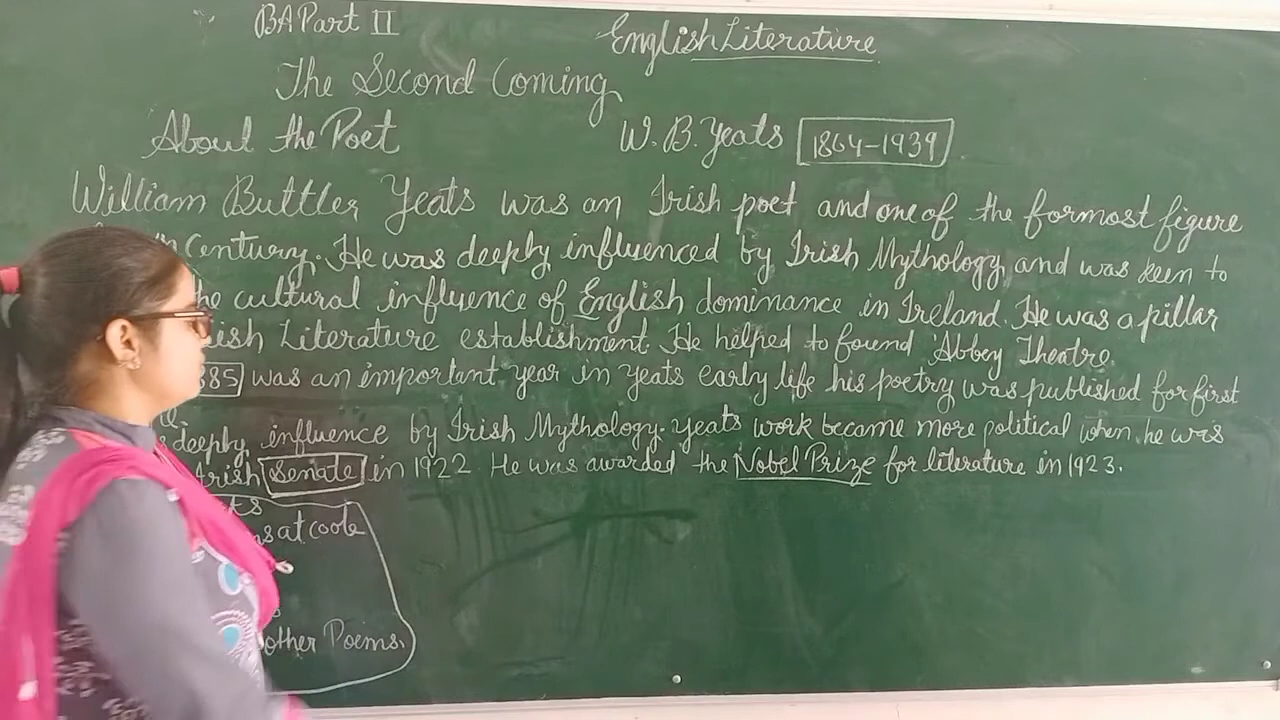 BA Part II
English Literature
The Second Coming
About the Poet
W. B. Yeats 1864-1939
William Buttler Yeats was an Irish poet and one of the formost figure
Century. He was deeply influenced by Irish Mythology and was keen to
the cultural influence of English dominance in Ireland. He was a pillar
Literature establishment. He helped to found Abbey Theatre.
885 was an important year in yeats early life his poetry was published for first
deeply influence by Irish Mythology. yeats work became more political when he was
Irish Senate in 1922. He was awarded the Nobel Prize for literature in 1923.
at coole
other Poems.